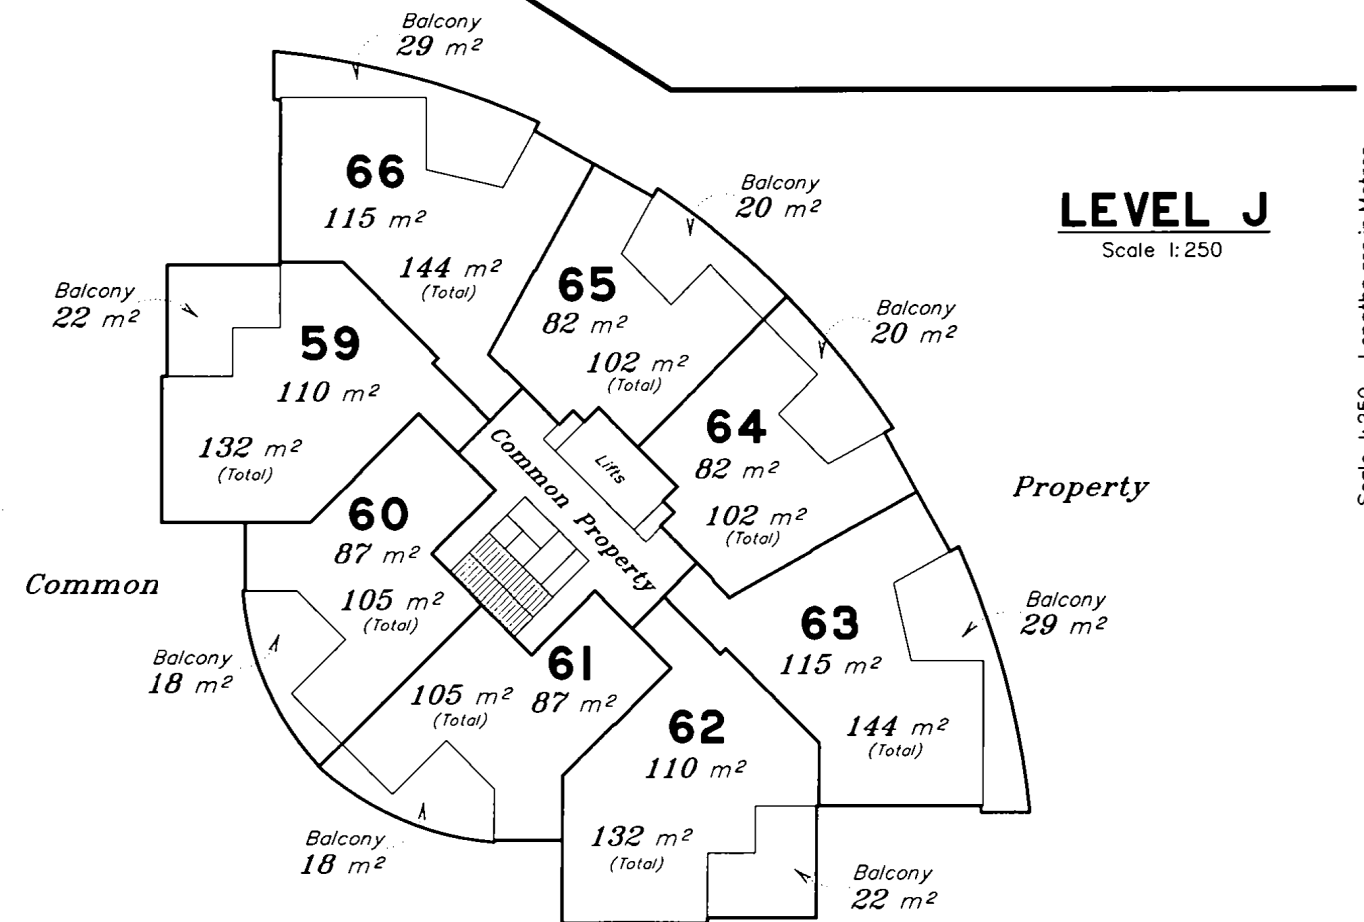 Balcony
29 m²
66
115 m²
144 m²
(Total)
Balcony
20 m²
LEVEL J
Scale 1:250
65
82 m²
102 m²
(Total)
Balcony
22 m²
59
110 m²
132 m²
(Total)
Balcony
20 m²
64
82 m²
102 m²
(Total)
Lifts
Common Property
Property
60
87 m²
105 m²
(Total)
Common
Balcony
18 m²
61
87 m²
105 m²
(Total)
63
115 m²
144 m²
(Total)
Balcony
29 m²
62
110 m²
132 m²
(Total)
Balcony
18 m²
Balcony
22 m²